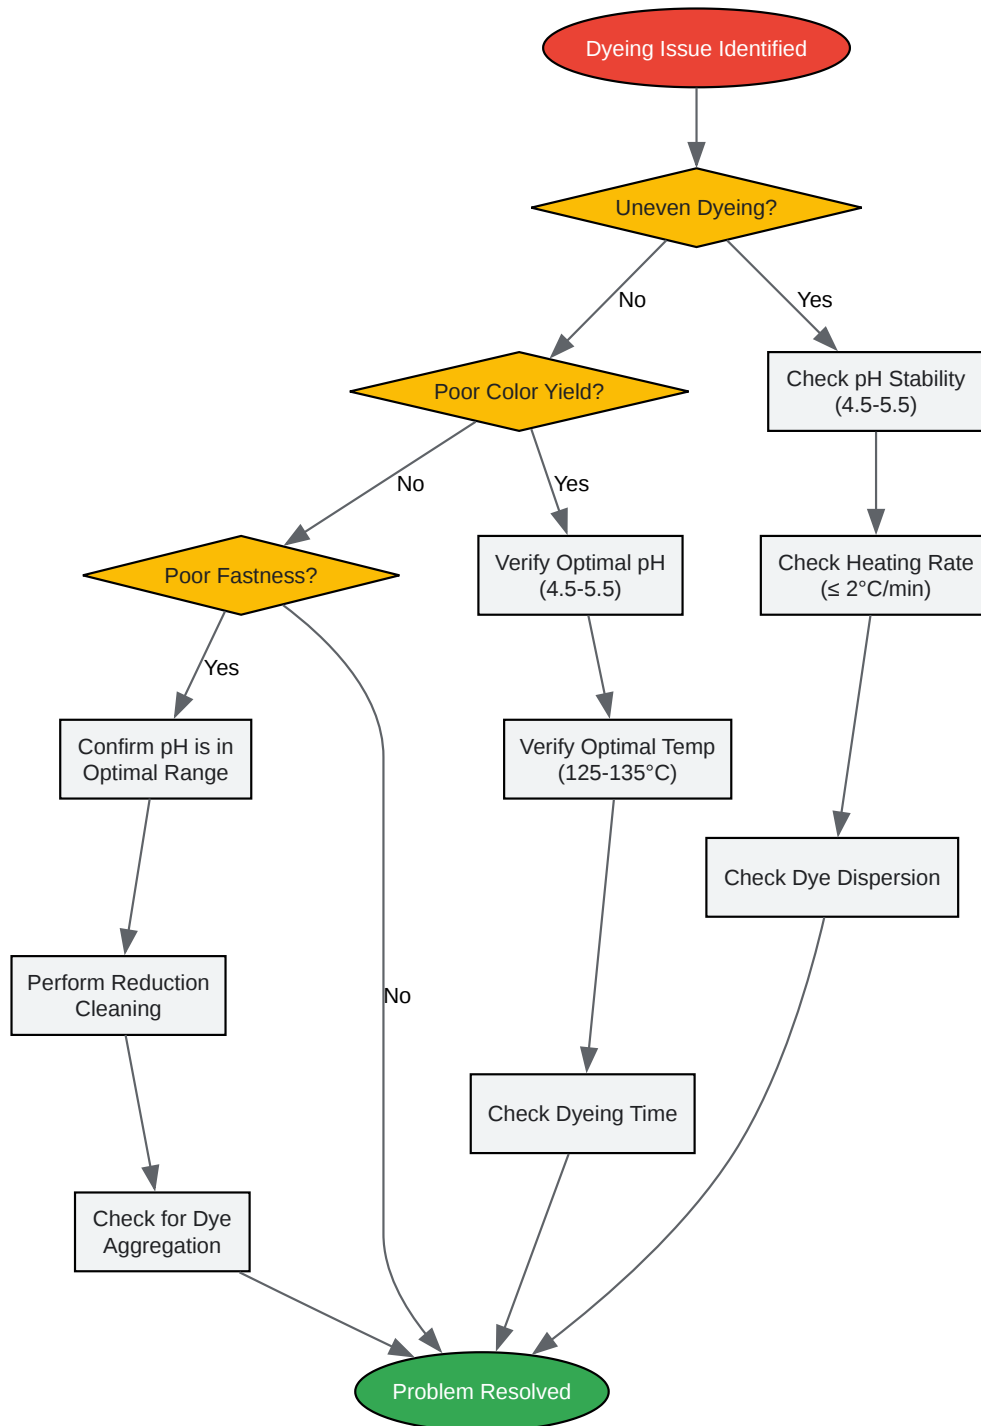 Dyeing Issue Identified
Uneven Dyeing?
No
Yes
Poor Color Yield?
Check pH Stability
(4.5-5.5)
No
Yes
Poor Fastness?
Verify Optimal pH
(4.5-5.5)
Check Heating Rate
(≤ 2°C/min)
Yes
Confirm pH is in
Optimal Range
Verify Optimal Temp
(125-135°C)
Check Dye Dispersion
Perform Reduction
Cleaning
No
Check Dyeing Time
Check for Dye
Aggregation
Problem Resolved